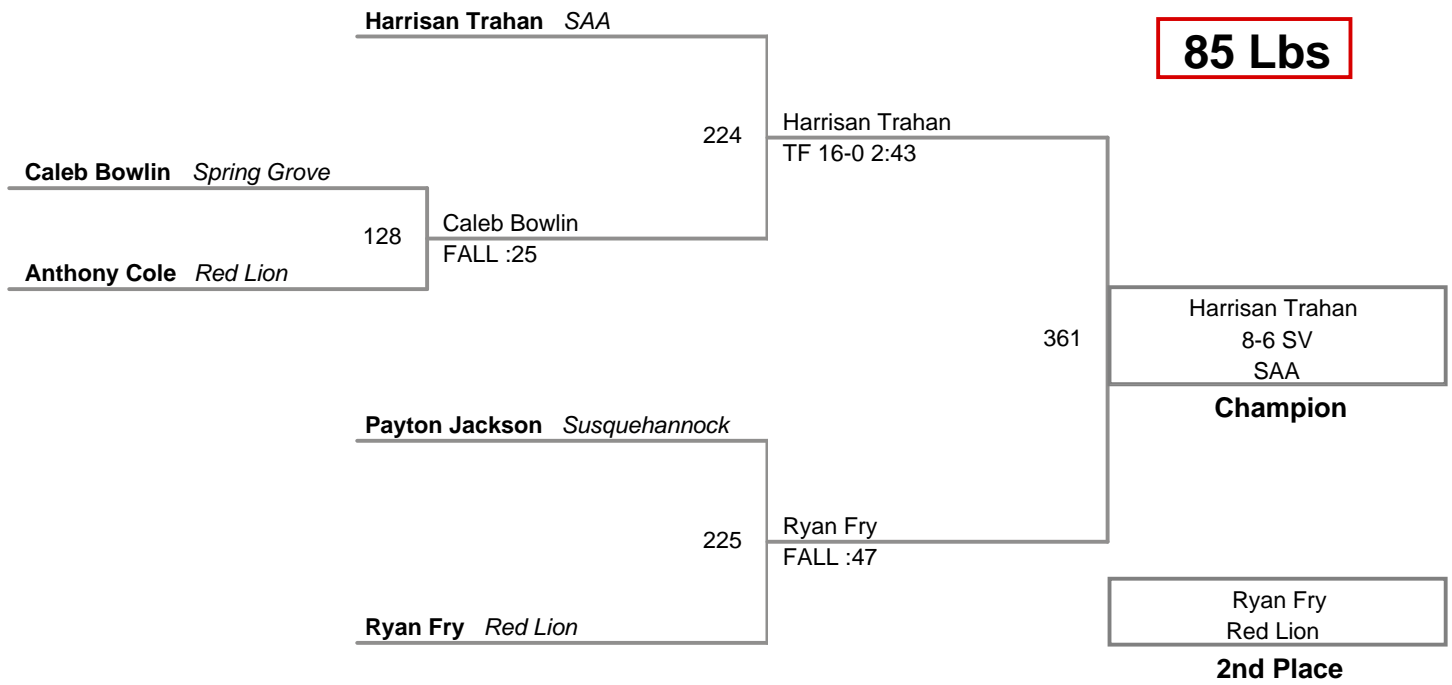 Harrisan Trahan SAA
85 Lbs
224
Harrisan Trahan
TF 16-0 2:43
Caleb Bowlin Spring Grove
128
Caleb Bowlin
FALL :25
Anthony Cole Red Lion
361
Harrisan Trahan
8-6 SV
SAA
Champion
Payton Jackson Susquehannock
225
Ryan Fry
FALL :47
Ryan Fry Red Lion
Ryan Fry
Red Lion
2nd Place